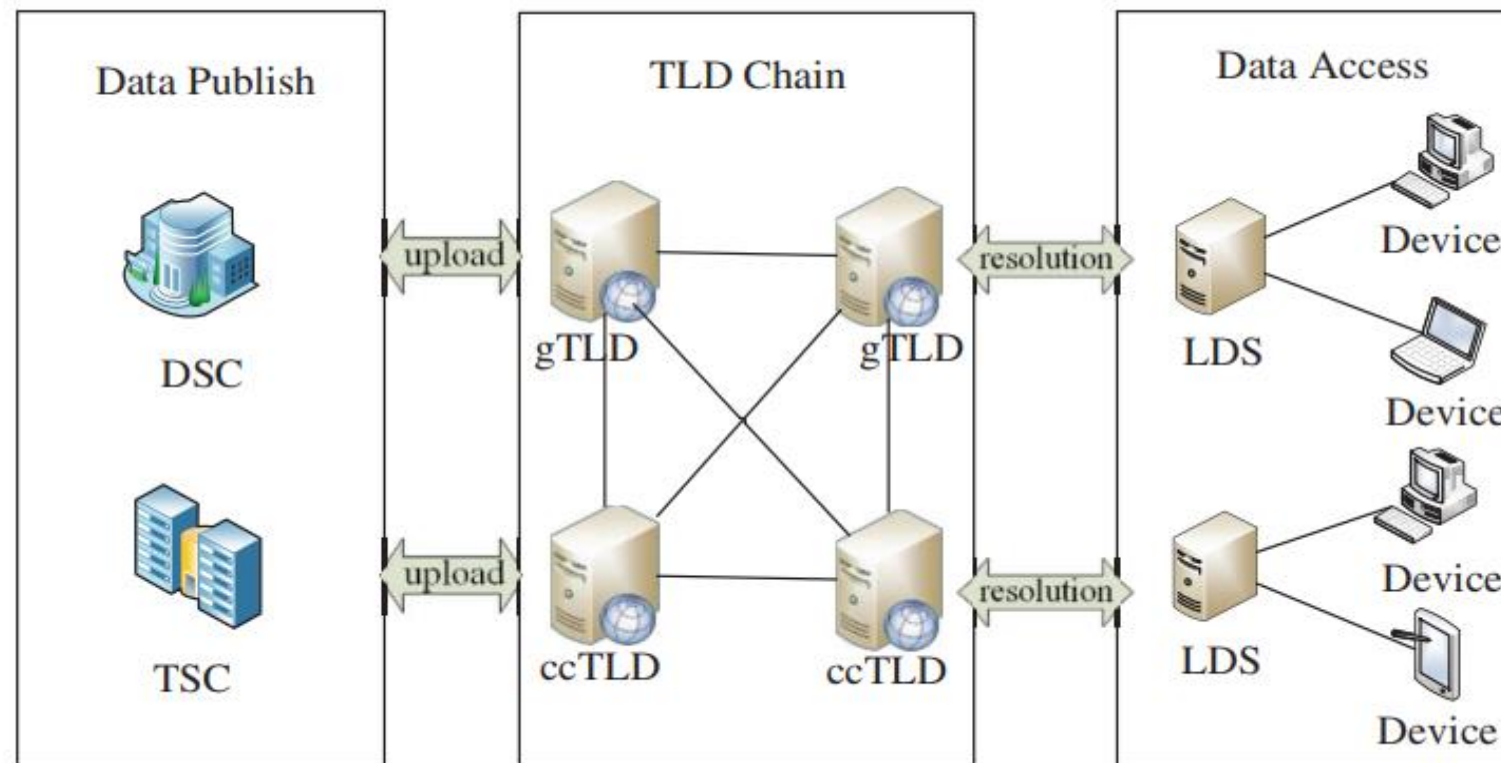 Data Publish
DSC
TSC
upload
upload
TLD Chain
gTLD
gTLD
ccTLD
ccTLD
resolution
resolution
Data Access
Device
LDS
Device
Device
LDS
Device